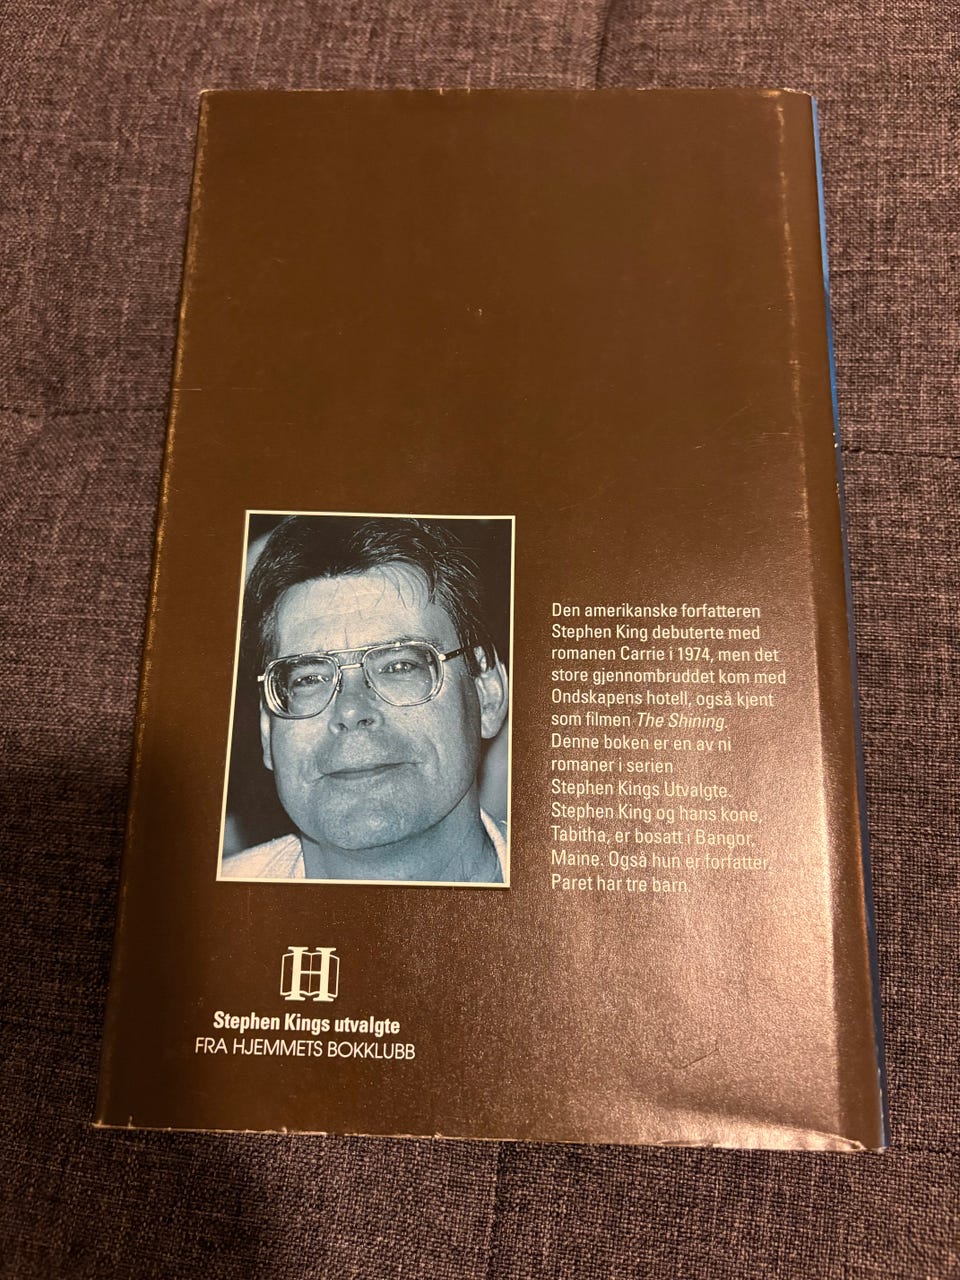 Den amerikanske forfatteren
Stephen King debuterte med
romanen Carrie i 1974, men det
store gjennombruddet kom med
Ondskapens hotell, også kjent
som filmen The Shining.
Denne boken er en av ni
romaner i serien
Stephen Kings Utvalgte.
Stephen King og hans kone,
Tabitha, er bosatt i Bangor,
Maine. Også hun er forfatter.
Paret har tre barn.
H
Stephen Kings utvalgte
FRA HJEMMETS BOKKLUBB